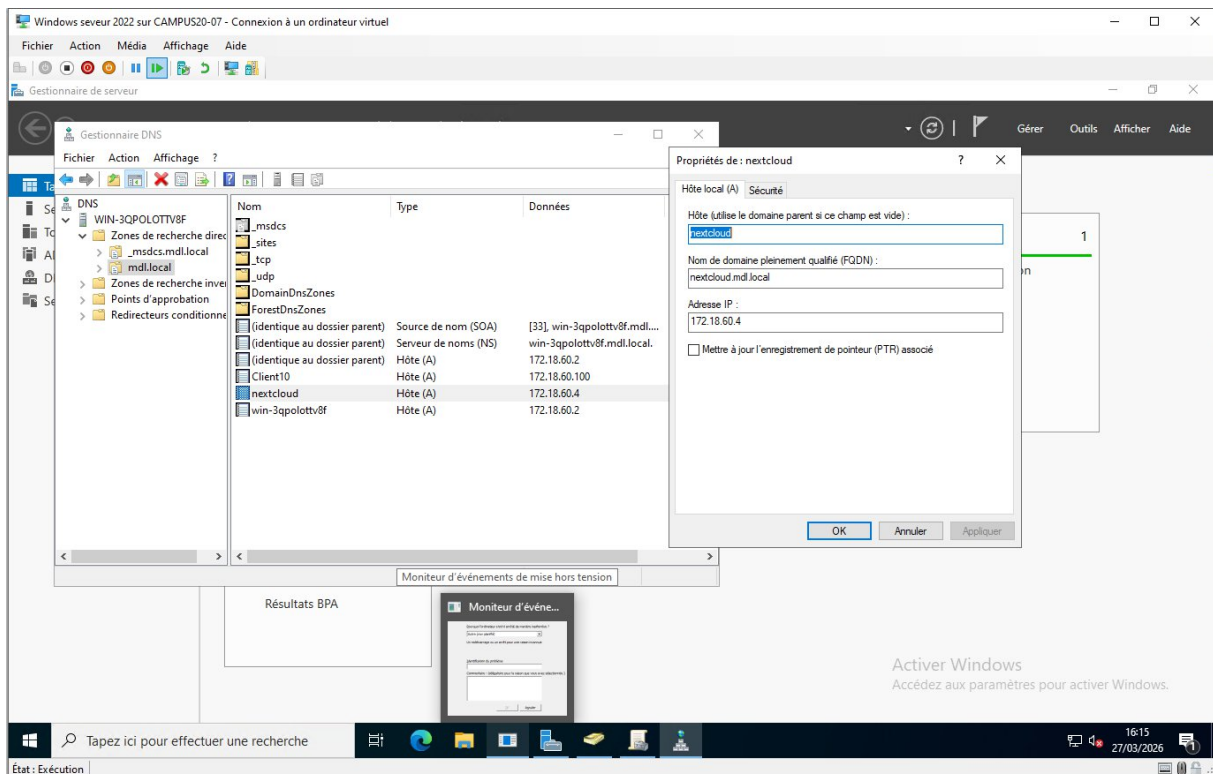 Windows seveur 2022 sur CAMPUS20-07 - Connexion à un ordinateur virtuel
Fichier Action Média Affichage Aide
Gestionnaire de serveur
Gérer Outils Afficher Aide
Gestionnaire DNS
Fichier Action Affichage ?
DNS
WIN-3QPOLOTTV8F
Zones de recherche direc
_msdcs.mdl.local
mdl.local
Zones de recherche inver
Points d'approbation
Redirecteurs conditionne
Nom Type Données
_msdcs
_sites
_tcp
_udp
DomainDnsZones
ForestDnsZones
(identique au dossier parent) Source de nom (SOA) [33], win-3qpolottv8f.mdl....
(identique au dossier parent) Serveur de noms (NS) win-3qpolottv8f.mdl.local.
(identique au dossier parent) Hôte (A) 172.18.60.2
Client10 Hôte (A) 172.18.60.100
nextcloud Hôte (A) 172.18.60.4
win-3qpolottv8f Hôte (A) 172.18.60.2
Propriétés de : nextcloud ?
Hôte local (A) Sécurité
Hôte (utilise le domaine parent si ce champ est vide) :
nextcloud
Nom de domaine pleinement qualifié (FQDN) :
nextcloud.mdl.local
Adresse IP :
172.18.60.4
Mettre à jour l'enregistrement de pointeur (PTR) associé
OK Annuler Appliquer
1
Moniteur d'événements de mise hors tension
Résultats BPA
Moniteur d'événe...
Activer Windows
Accédez aux paramètres pour activer Windows.
Tapez ici pour effectuer une recherche
16:15
27/03/2026
État : Exécution